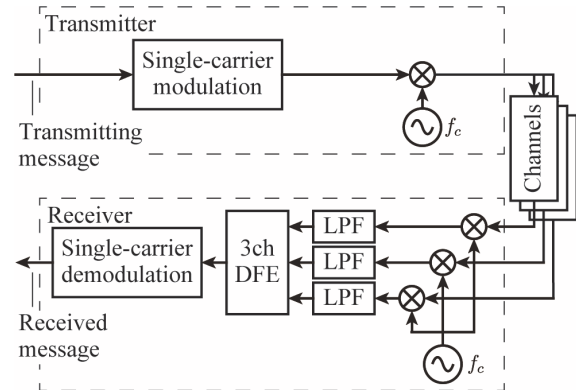 Transmitter
Single-carrier
modulation
f_c
Transmitting
message
Channels
Receiver
Single-carrier
demodulation
3ch
DFE
LPF
LPF
LPF
Received
message
f_c